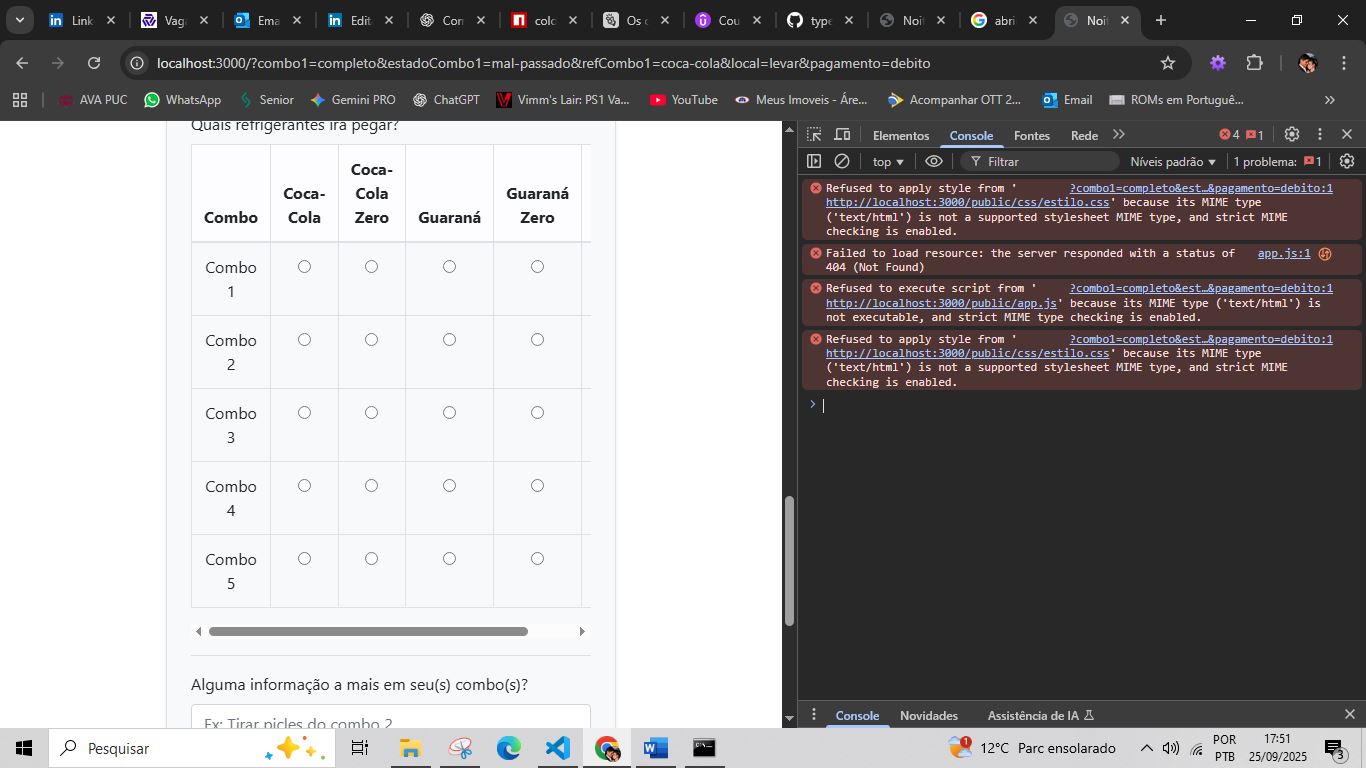 Link
Vaga
Ema
Edit
Con
colo
Os c
Cou
type
Noit
abri
Noit
localhost:3000/?combo1=completo&estadoCombo1=mal-passado&refCombo1=coca-cola&local=levar&pagamento=debito
AVA PUC
WhatsApp
Senior
Gemini PRO
ChatGPT
Vimm's Lair: PS1 Va...
YouTube
Meus Imoveis - Áre...
Acompanhar OTT 2...
Email
ROMs em Portuguê...
Quais refrigerantes irá pegar?
Combo
Coca-
Cola
Coca-
Cola
Zero
Guaraná
Guaraná
Zero
Combo
1
Combo
2
Combo
3
Combo
4
Combo
5
Alguma informação a mais em seu(s) combo(s)?
Ex: Tirar picles do combo 2
Elementos
Console
Fontes
Rede
4
1
top
Filtrar
Níveis padrão
1 problema:
1
Refused to apply style from ' ?combo1=completo&est…&pagamento=debito:1
http://localhost:3000/public/css/estilo.css' because its MIME type
('text/html') is not a supported stylesheet MIME type, and strict MIME
checking is enabled.
Failed to load resource: the server responded with a status of app.js:1
404 (Not Found)
Refused to execute script from ' ?combo1=completo&est…&pagamento=debito:1
http://localhost:3000/public/app.js' because its MIME type ('text/html') is
not executable, and strict MIME type checking is enabled.
Refused to apply style from ' ?combo1=completo&est…&pagamento=debito:1
http://localhost:3000/public/css/estilo.css' because its MIME type
('text/html') is not a supported stylesheet MIME type, and strict MIME
checking is enabled.
Console
Novidades
Assistência de IA
Pesquisar
1
12°C Parc ensolarado
POR
PTB
17:51
25/09/2025
3